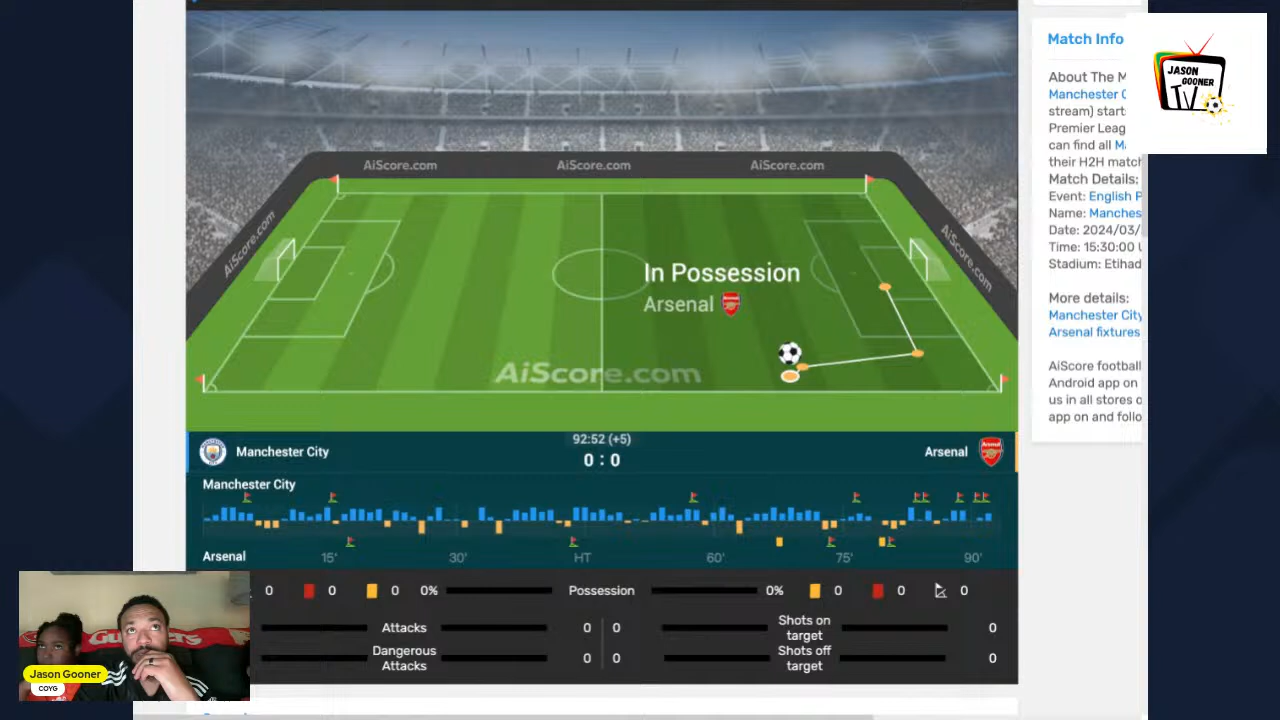 Match Info
JASON
GOONER
TV
About The M
Manchester C
stream) start
Premier Leag
can find all M
their H2H match
Match Details:
Event: English P
Name: Manches
Date: 2024/03/
Time: 15:30:00 U
Stadium: Etihad
More details:
Manchester City
Arsenal fixtures
AiScore football
Android app on
us in all stores o
app on and follo
AiScore.com AiScore.com AiScore.com
AiScore.com
AiScore.com
In Possession
Arsenal
AiScore.com
92:52 (+5)
Manchester City 0 : 0 Arsenal
Manchester City
Arsenal 15' 30' HT 60' 75' 90'
0 0 0 0% Possession 0% 0 0 0
Attacks 0 0 Shots on target 0
Dangerous Attacks 0 0 Shots off target 0
Gunners
Jason Gooner
COYG